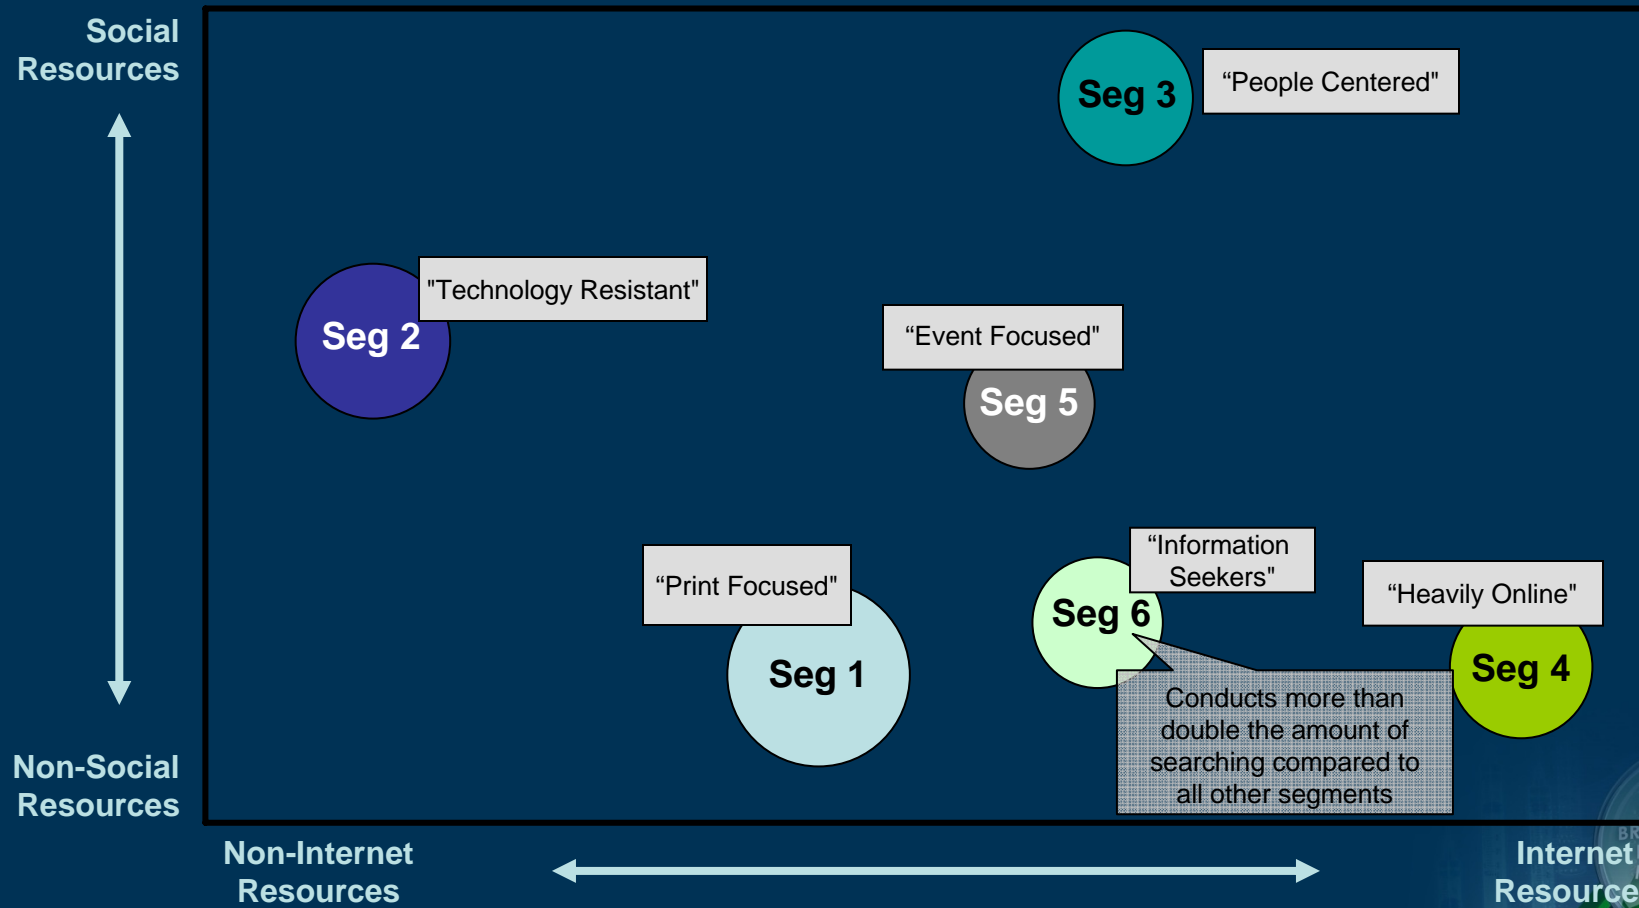 Social
Resources
Seg 3
“People Centered"
"Technology Resistant"
Seg 2
“Event Focused"
Seg 5
“Print Focused"
Seg 1
“Information
Seekers"
Seg 6
“Heavily Online"
Seg 4
Conducts more than
double the amount of
searching compared to
all other segments
Non-Social
Resources
Non-Internet
Resources
Internet
Resource